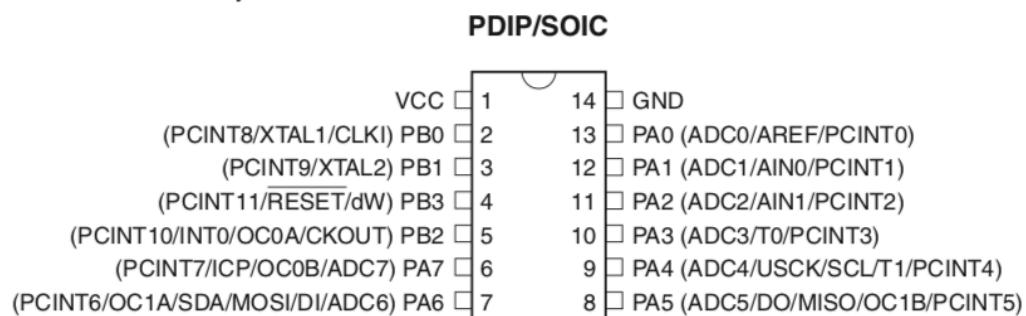 PDIP/SOIC
VCC 1 14 GND
(PCINT8/XTAL1/CLKI) PB0 2 13 PA0 (ADC0/AREF/PCINT0)
(PCINT9/XTAL2) PB1 3 12 PA1 (ADC1/AIN0/PCINT1)
(PCINT11/RESET/dW) PB3 4 11 PA2 (ADC2/AIN1/PCINT2)
(PCINT10/INT0/OC0A/CKOUT) PB2 5 10 PA3 (ADC3/T0/PCINT3)
(PCINT7/ICP/OC0B/ADC7) PA7 6 9 PA4 (ADC4/USCK/SCL/T1/PCINT4)
(PCINT6/OC1A/SDA/MOSI/DI/ADC6) PA6 7 8 PA5 (ADC5/DO/MISO/OC1B/PCINT5)